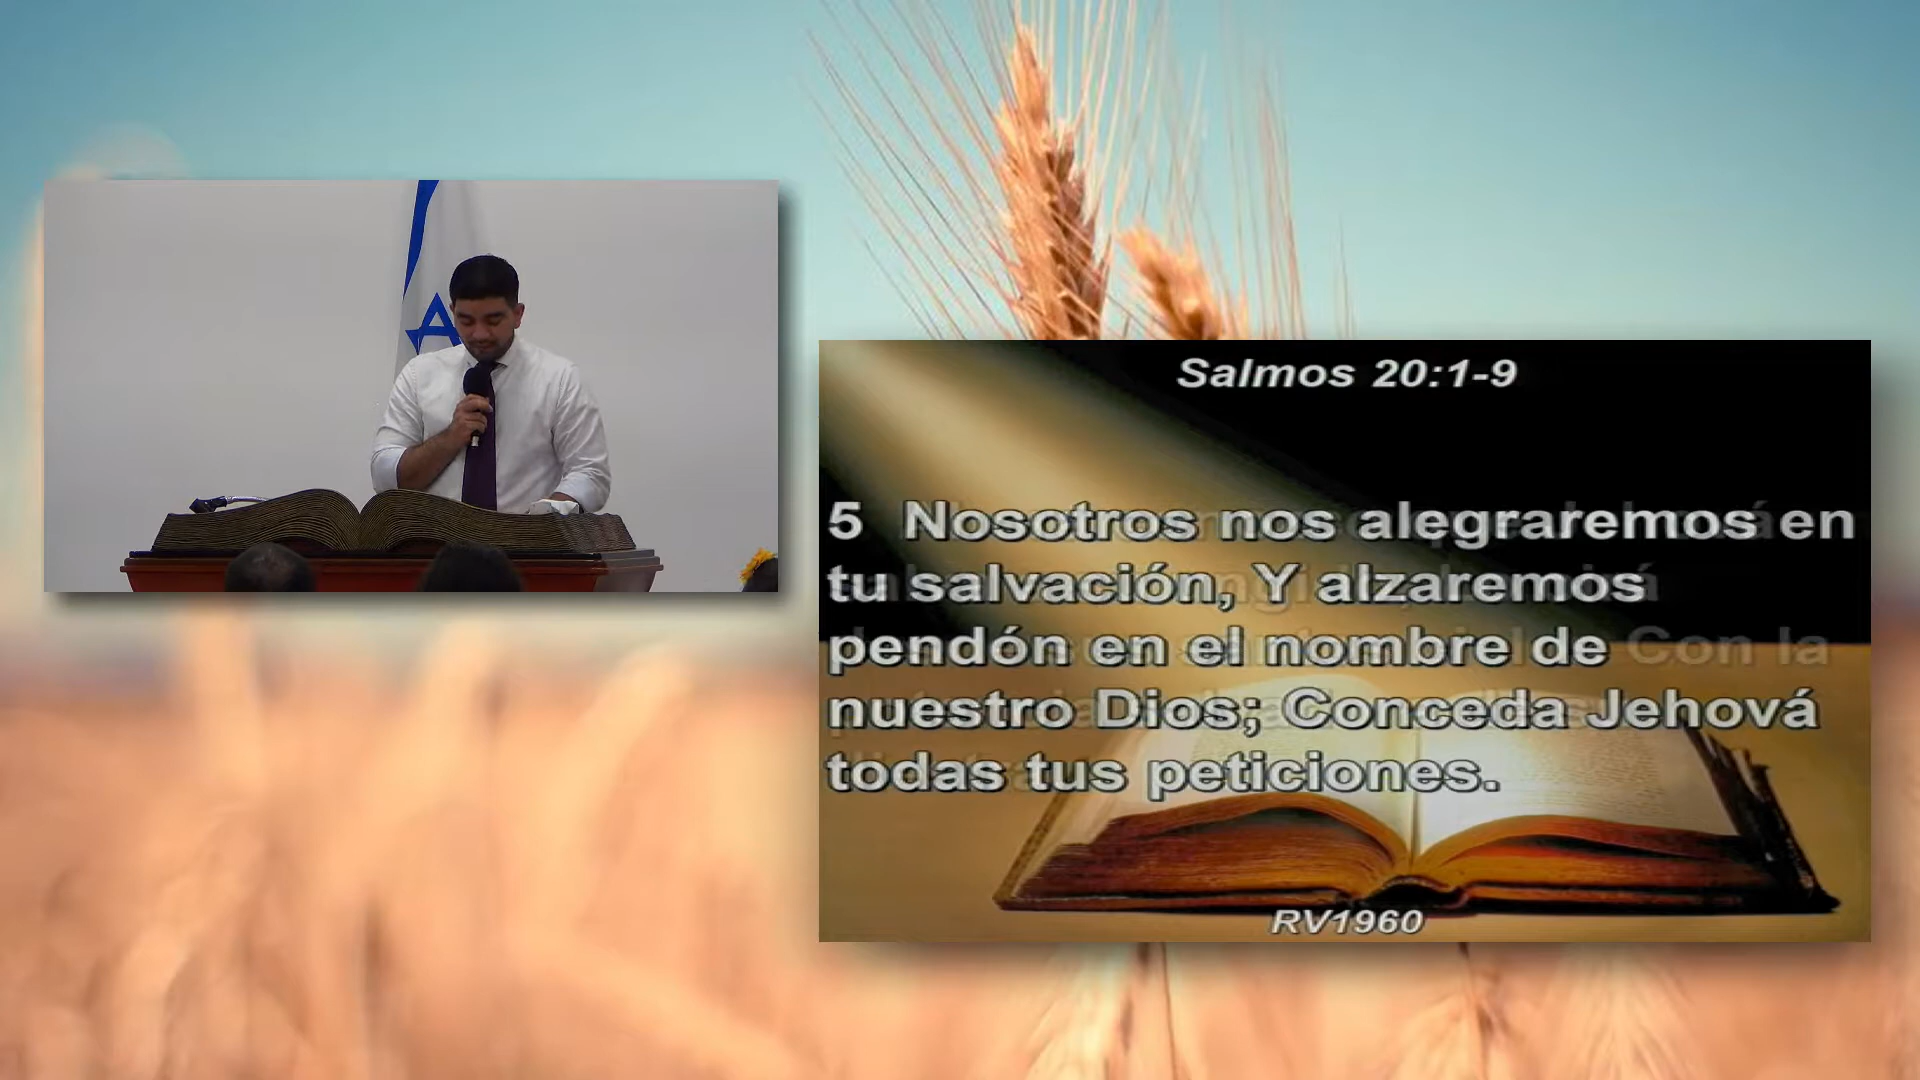 Salmos 20:1-9
5 Nosotros nos alegraremos en
tu salvación, Y alzaremos
pendón en el nombre de
nuestro Dios; Conceda Jehová
todas tus peticiones.
RV1960